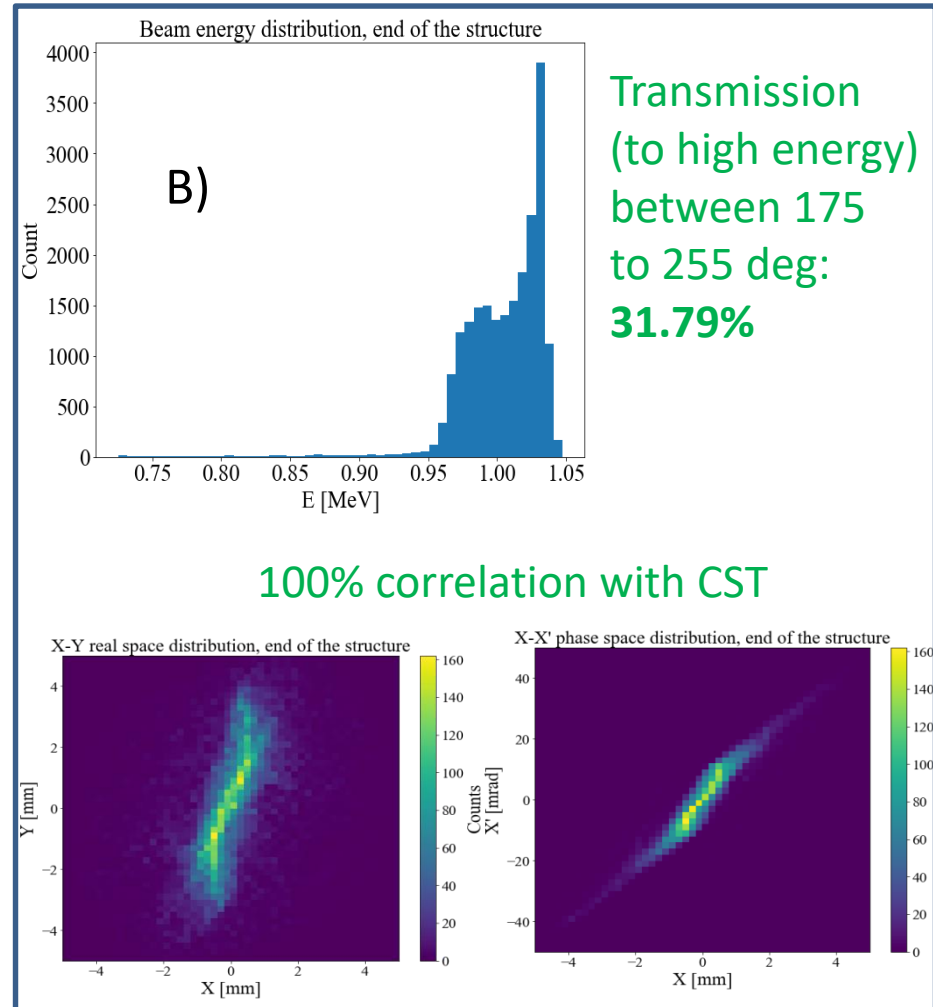 Beam energy distribution, end of the structure
4000
3500
3000
2500
2000
1500
1000
500
0
Count
B)
0.75 0.80 0.85 0.90 0.95 1.00 1.05
E [MeV]
Transmission
(to high energy)
between 175
to 255 deg:
31.79%
100% correlation with CST
X-Y real space distribution, end of the structure
4
2
0
−2
−4
Y [mm]
−4 −2 0 2 4
X [mm]
160
140
120
100
80
60
40
20
0
Counts
X-X' phase space distribution, end of the structure
40
20
0
−20
−40
X' [mrad]
−4 −2 0 2 4
X [mm]
160
140
120
100
80
60
40
20
0